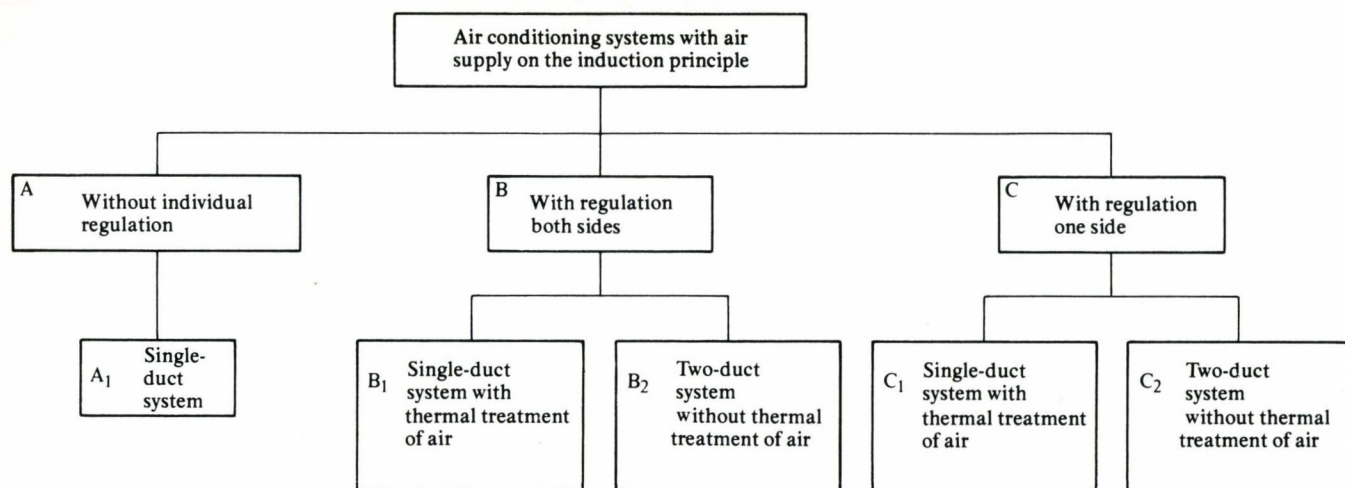 Air conditioning systems with air
supply on the induction principle
A
Without individual
regulation
B
With regulation
both sides
C
With regulation
one side
A₁
Single-
duct
system
B₁
Single-duct
system with
thermal treatment
of air
B₂
Two-duct
system
without thermal
treatment of air
C₁
Single-duct
system with
thermal treatment
of air
C₂
Two-duct
system
without thermal
treatment of air